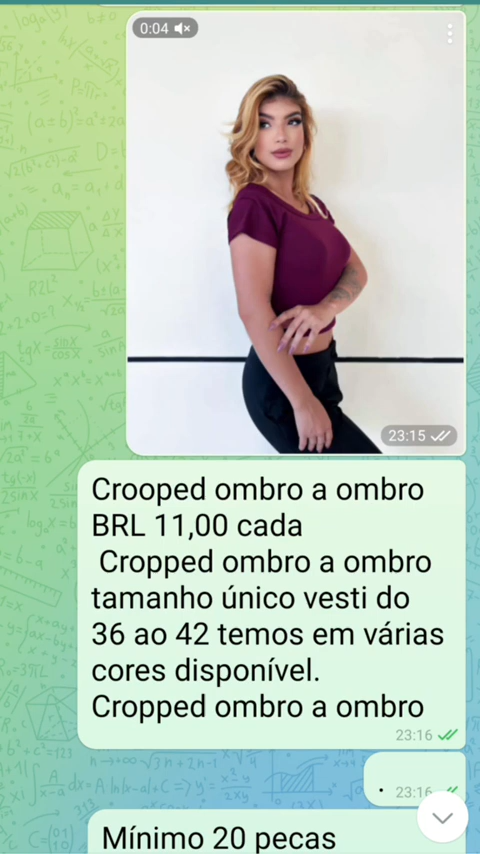 0:04
23:15
Crooped ombro a ombro
BRL 11,00 cada
Cropped ombro a ombro
tamanho único vesti do
36 ao 42 temos em várias
cores disponível.
Cropped ombro a ombro
23:16
. 23:16
Mínimo 20 pecas